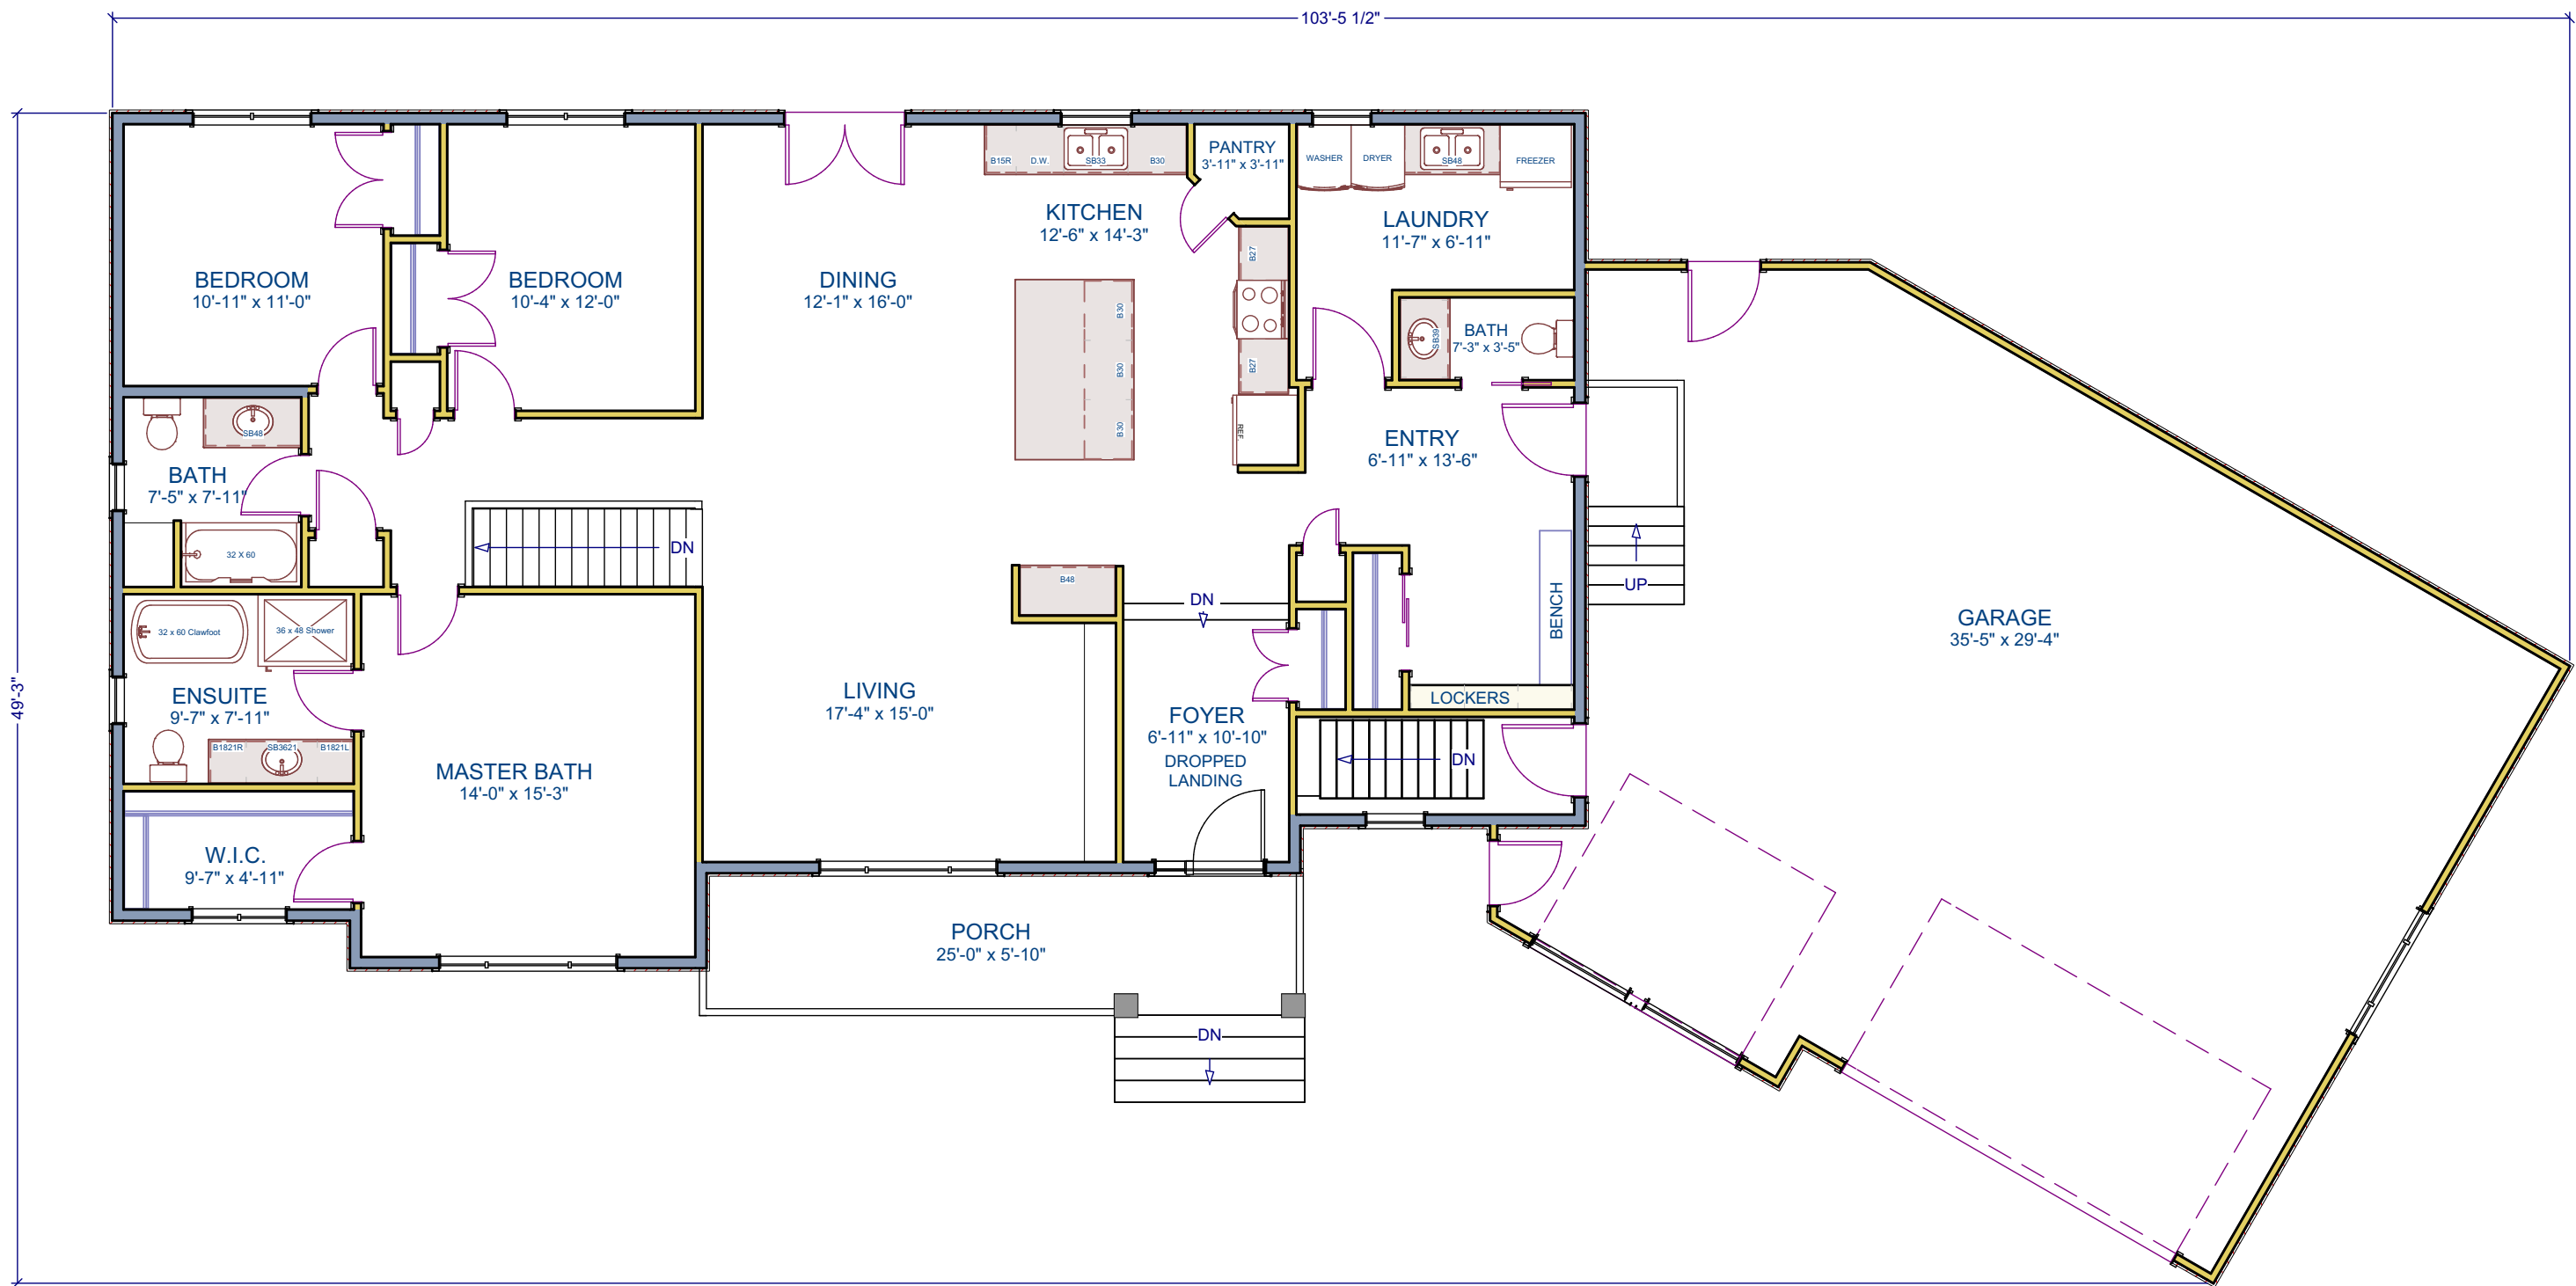 103'-5 1/2"
49'-3"
BEDROOM
10'-11" x 11'-0"
BEDROOM
10'-4" x 12'-0"
DINING
12'-1" x 16'-0"
B15R
D.W.
SB33
B30
KITCHEN
12'-6" x 14'-3"
PANTRY
3'-11" x 3'-11"
WASHER
DRYER
SB48
FREEZER
LAUNDRY
11'-7" x 6'-11"
B27
B27
REF.
B30
B30
B30
SB39
BATH
7'-3" x 3'-5"
ENTRY
6'-11" x 13'-6"
SB48
BATH
7'-5" x 7'-11"
32 X 60
DN
B48
DN
BENCH
UP
LOCKERS
GARAGE
35'-5" x 29'-4"
32 x 60 Clawfoot
36 x 48 Shower
ENSUITE
9'-7" x 7'-11"
B1821R
SB3621
B1821L
MASTER BATH
14'-0" x 15'-3"
LIVING
17'-4" x 15'-0"
FOYER
6'-11" x 10'-10"
DROPPED
LANDING
DN
W.I.C.
9'-7" x 4'-11"
PORCH
25'-0" x 5'-10"
DN